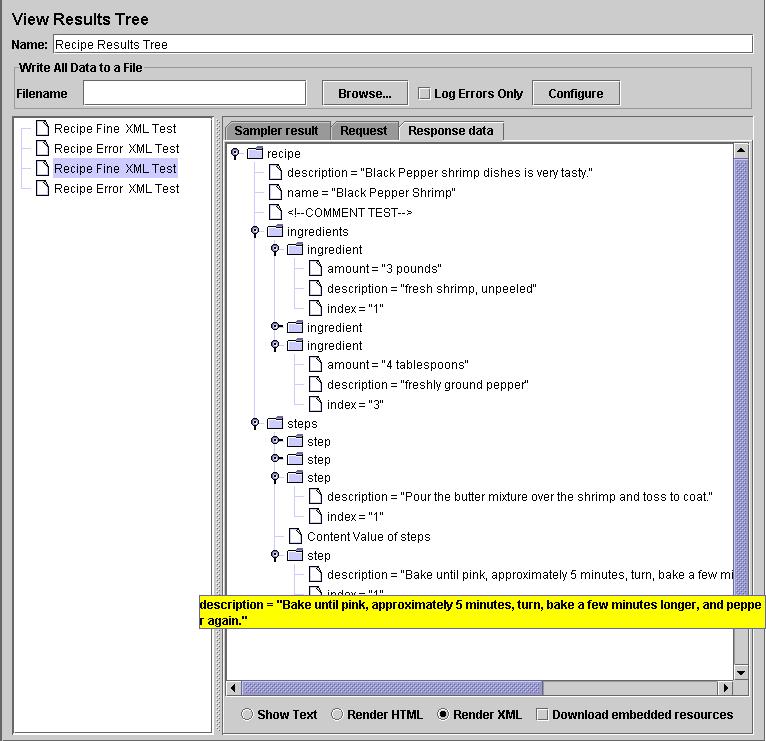 View Results Tree
Name: Recipe Results Tree
Write All Data to a File
Filename Browse... Log Errors Only Configure
Recipe Fine XML Test
Recipe Error XML Test
Recipe Fine XML Test
Recipe Error XML Test
Sampler result Request Response data
recipe
description = "Black Pepper shrimp dishes is very tasty."
name = "Black Pepper Shrimp"
<!--COMMENT TEST-->
ingredients
ingredient
amount = "3 pounds"
description = "fresh shrimp, unpeeled"
index = "1"
ingredient
ingredient
amount = "4 tablespoons"
description = "freshly ground pepper"
index = "3"
steps
step
step
step
description = "Pour the butter mixture over the shrimp and toss to coat."
index = "1"
Content Value of steps
step
description = "Bake until pink, approximately 5 minutes, turn, bake a few mi
index = "1"
description = "Bake until pink, approximately 5 minutes, turn, bake a few minutes longer, and peppe
r again."
Show Text Render HTML Render XML Download embedded resources